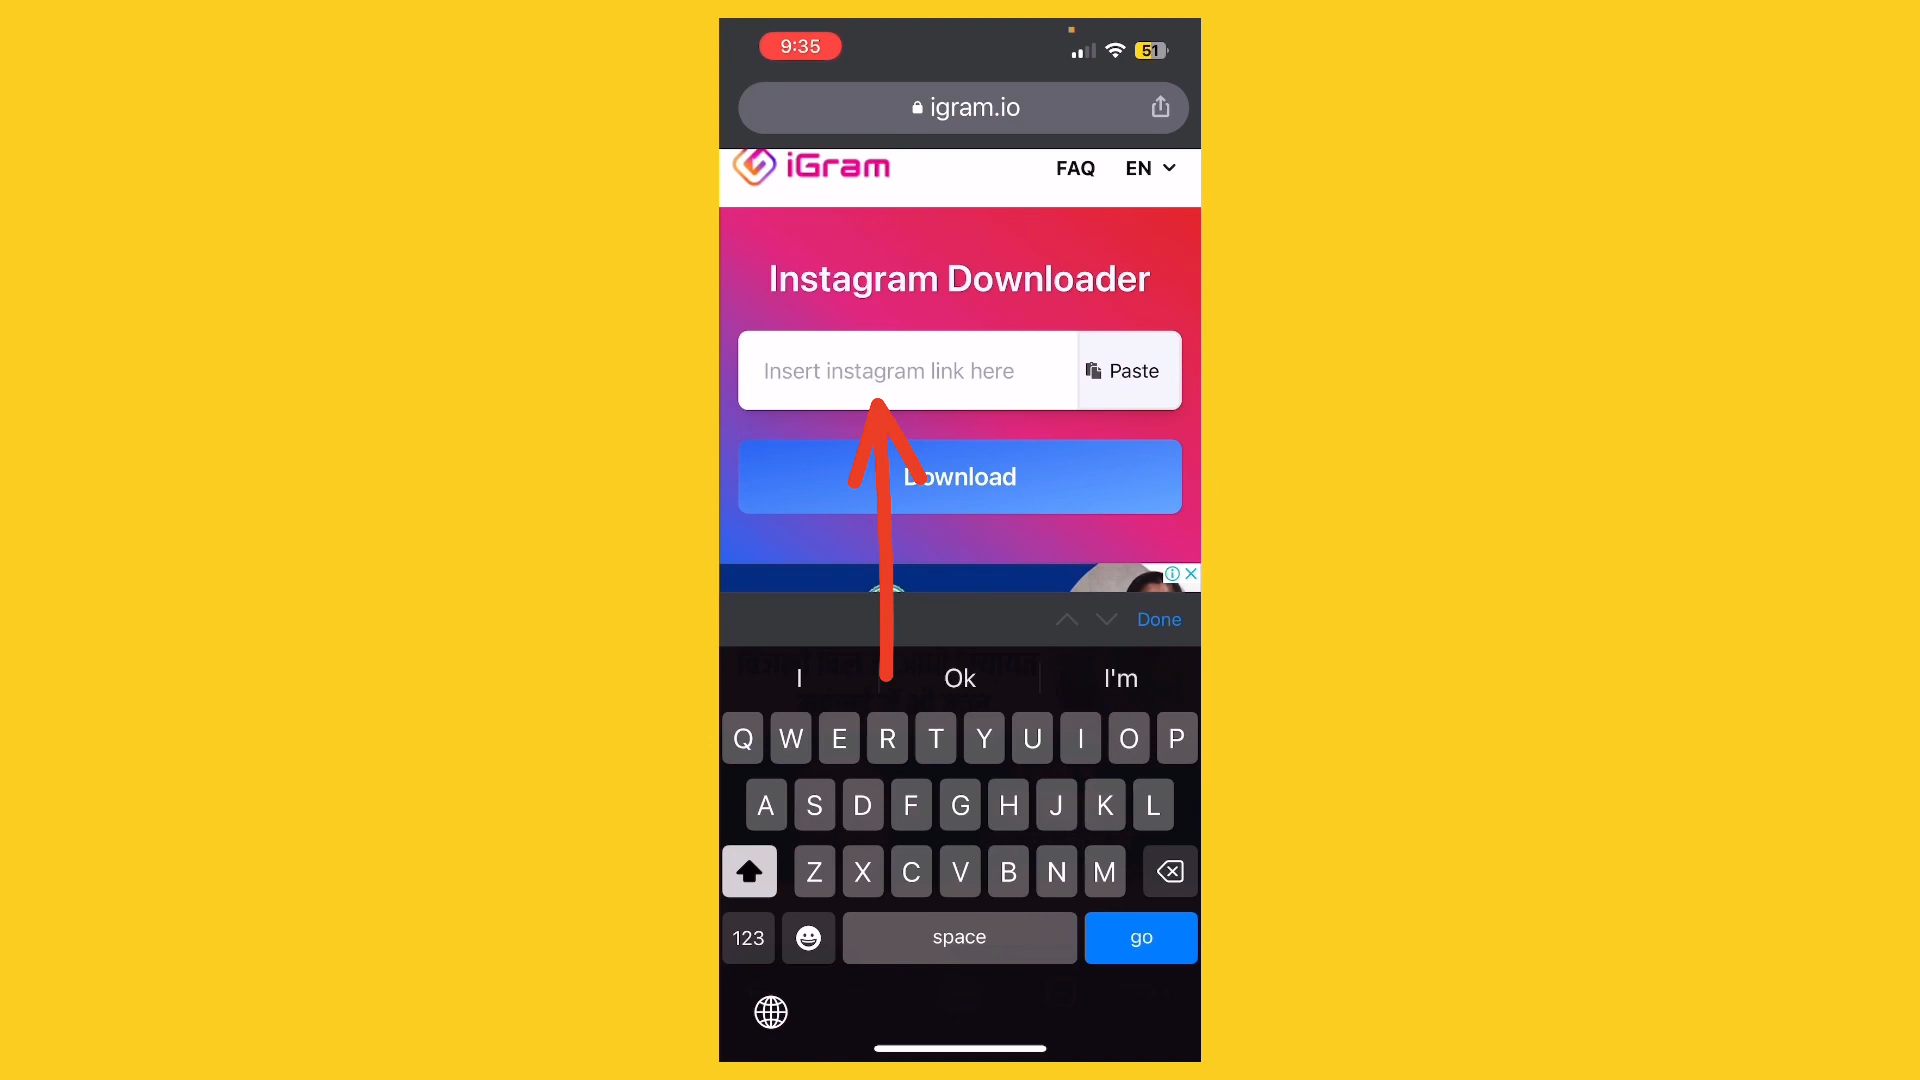 9:35
51
igram.io
iGram
FAQ EN
Instagram Downloader
Insert instagram link here
Paste
Download
Done
I Ok I'm
Q W E R T Y U I O P
A S D F G H J K L
Z X C V B N M
123 space go